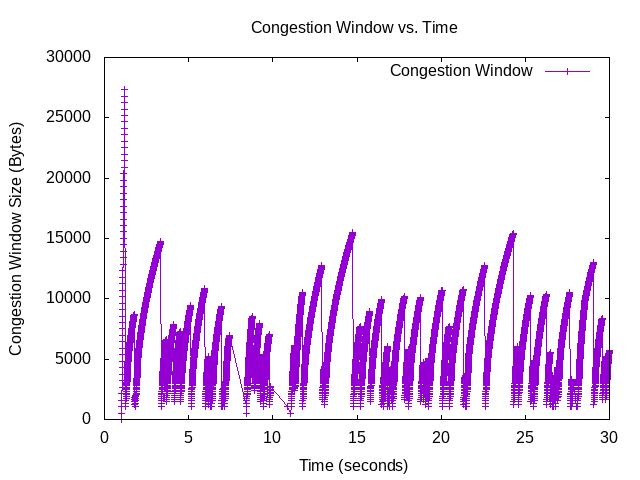 Congestion Window vs. Time
Congestion Window
30000
25000
20000
15000
10000
5000
0
Congestion Window Size (Bytes)
0 5 10 15 20 25 30
Time (seconds)